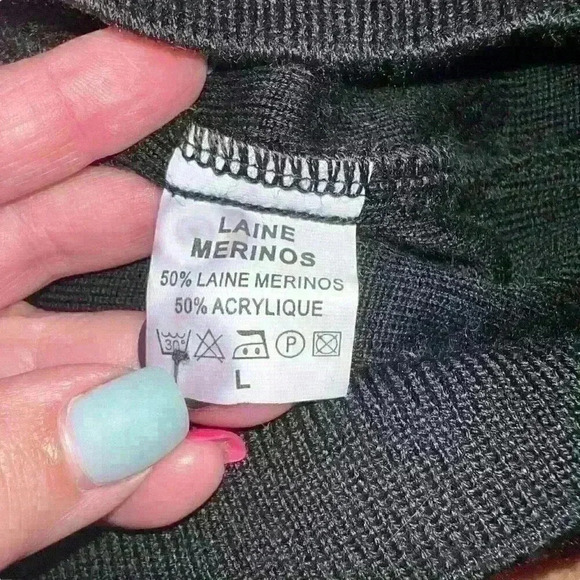 LAINE
MERINOS
50% LAINE MERINOS
50% ACRYLIQUE
30° P
L